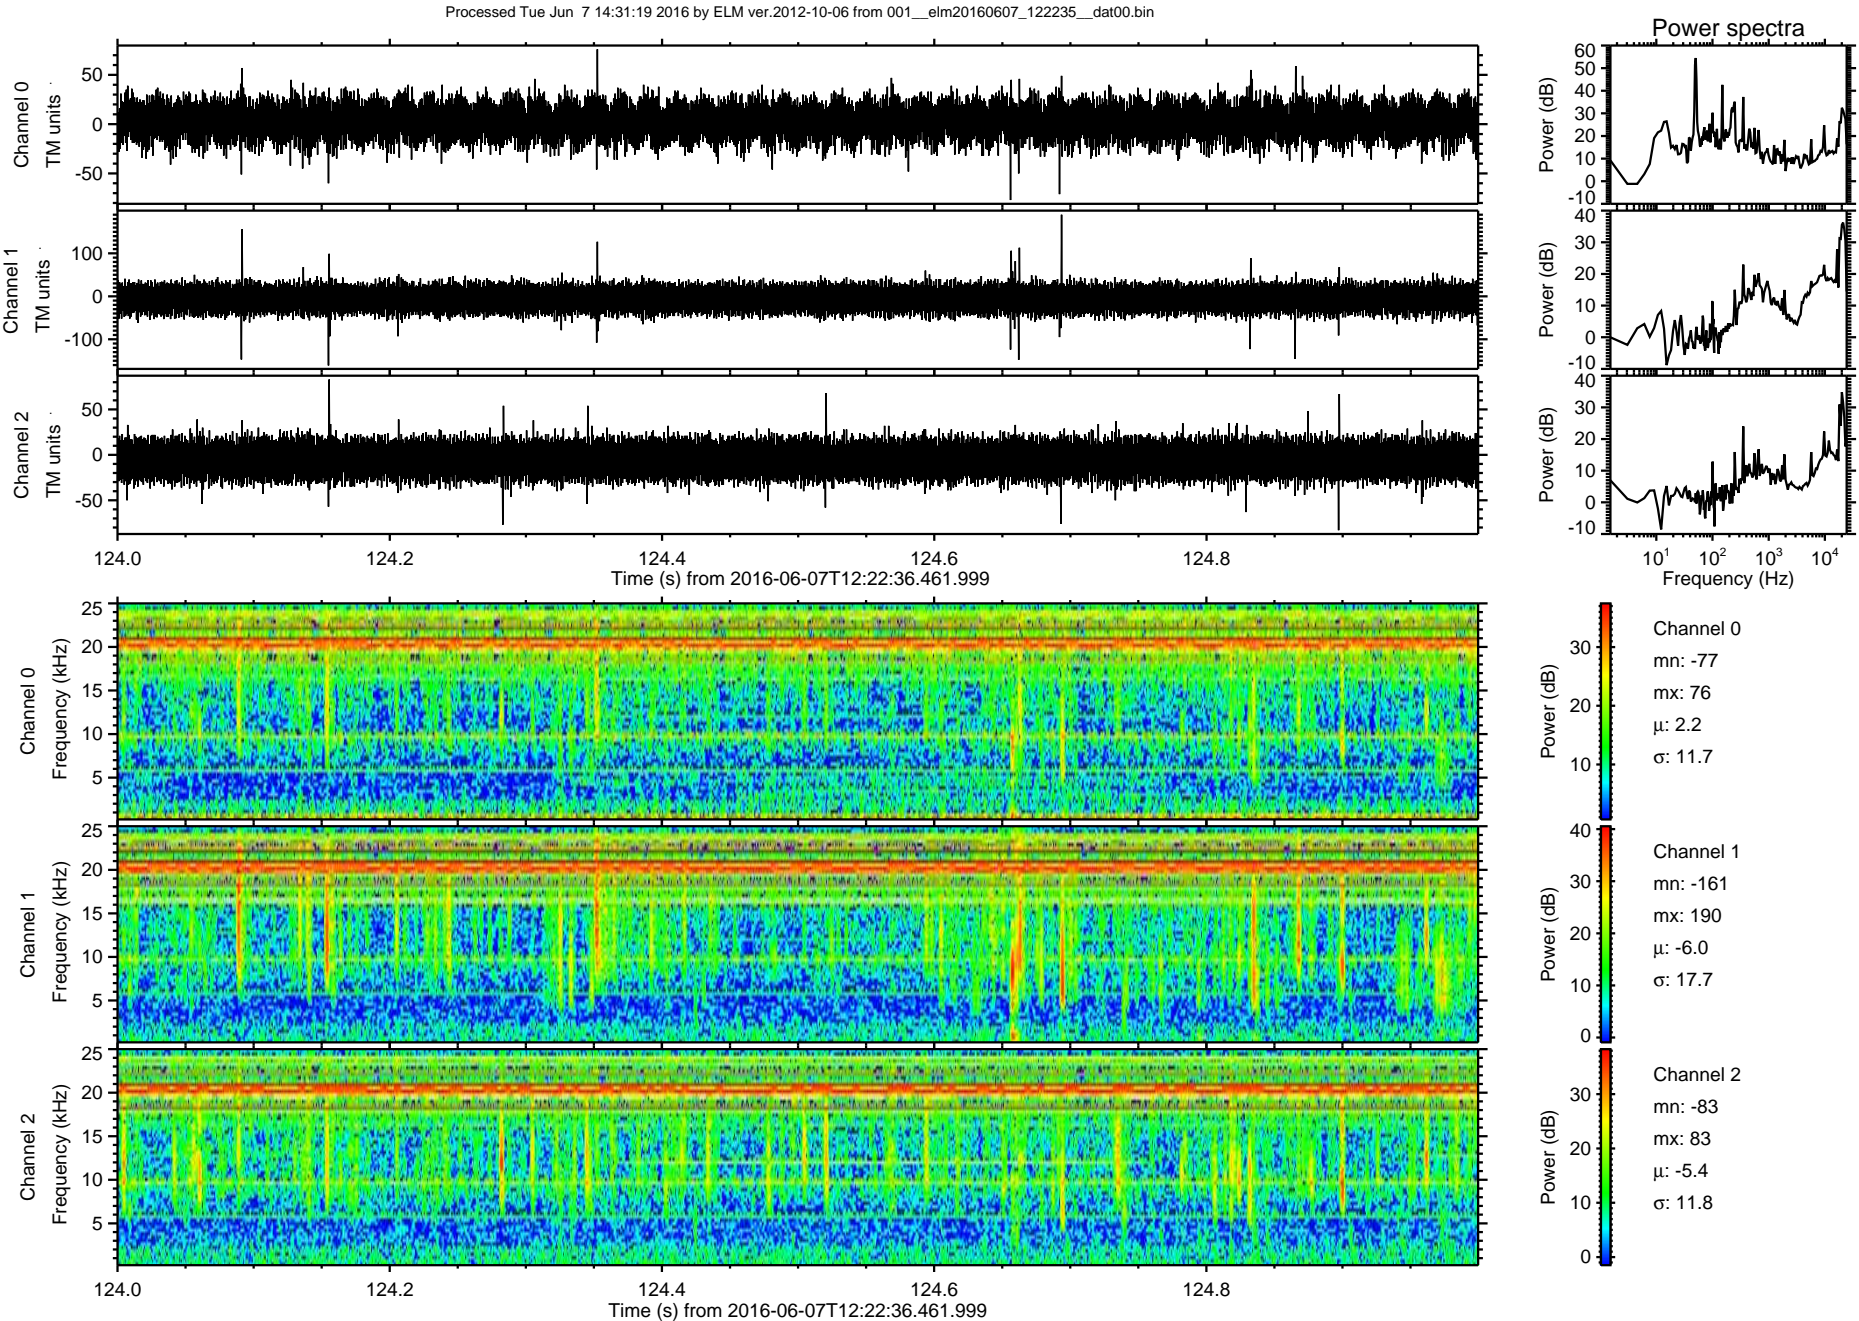 Processed Tue Jun 7 14:31:19 2016 by ELM ver.2012-10-06 from 001__elm20160607_122235__dat00.bin
Power spectra
Channel 0
TM units
50
0
-50
Power (dB)
60
50
40
30
20
10
0
-10
Channel 1
TM units
100
0
-100
Power (dB)
40
30
20
10
0
-10
Channel 2
TM units
50
0
-50
Power (dB)
40
30
20
10
0
-10
124.0 124.2 124.4 124.6 124.8
Time (s) from 2016-06-07T12:22:36.461.999
10^1 10^2 10^3 10^4
Frequency (Hz)
Channel 0
Frequency (kHz)
25
20
15
10
5
Power (dB)
30
20
10
Channel 0
mn: -77
mx: 76
µ: 2.2
σ: 11.7
Channel 1
Frequency (kHz)
25
20
15
10
5
Power (dB)
40
30
20
10
0
Channel 1
mn: -161
mx: 190
µ: -6.0
σ: 17.7
Channel 2
Frequency (kHz)
25
20
15
10
5
Power (dB)
30
20
10
0
Channel 2
mn: -83
mx: 83
µ: -5.4
σ: 11.8
124.0 124.2 124.4 124.6 124.8
Time (s) from 2016-06-07T12:22:36.461.999